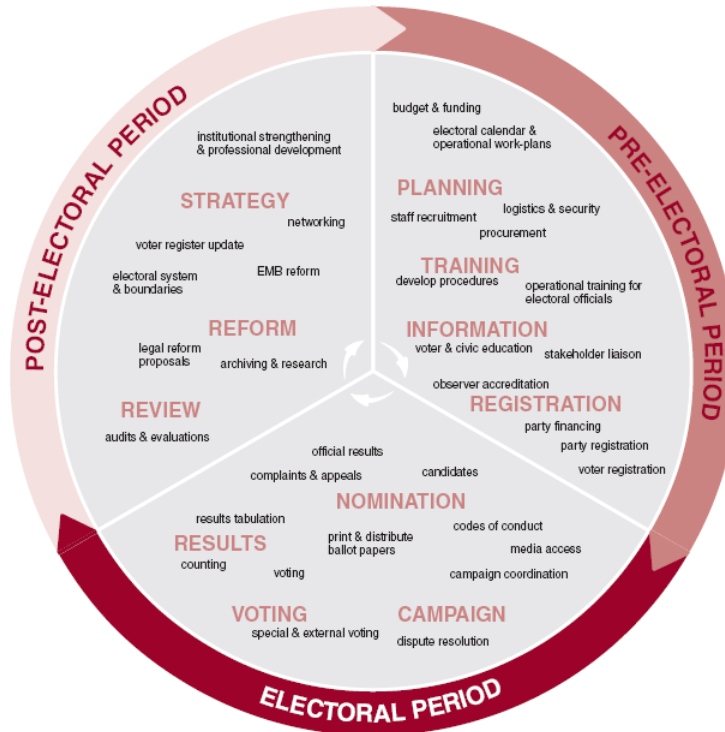 PRE-ELECTORAL PERIOD
budget & funding
electoral calendar &
operational work-plans
PLANNING
staff recruitment
logistics & security
procurement
TRAINING
develop procedures
operational training for
electoral officials
INFORMATION
voter & civic education
stakeholder liaison
observer accreditation
REGISTRATION
party financing
party registration
voter registration
ELECTORAL PERIOD
official results
complaints & appeals
candidates
NOMINATION
results tabulation
print & distribute
ballot papers
codes of conduct
RESULTS
media access
counting
voting
campaign coordination
VOTING
CAMPAIGN
special & external voting
dispute resolution
POST-ELECTORAL PERIOD
institutional strengthening
& professional development
STRATEGY
networking
voter register update
electoral system
& boundaries
EMB reform
REFORM
legal reform
proposals
archiving & research
REVIEW
audits & evaluations